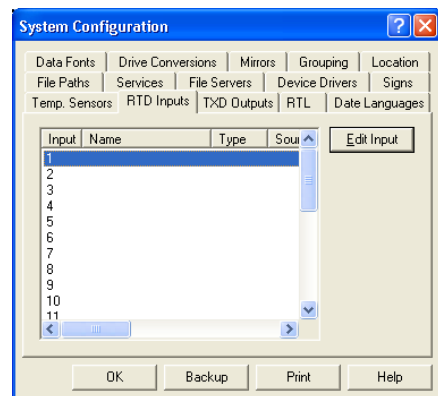 System Configuration
Data Fonts Drive Conversions Mirrors Grouping Location
File Paths Services File Servers Device Drivers Signs
Temp. Sensors RTD Inputs TXD Outputs RTL Date Languages
Input Name Type Sour
Edit Input
1
2
3
4
5
6
7
8
9
10
11
OK Backup Print Help